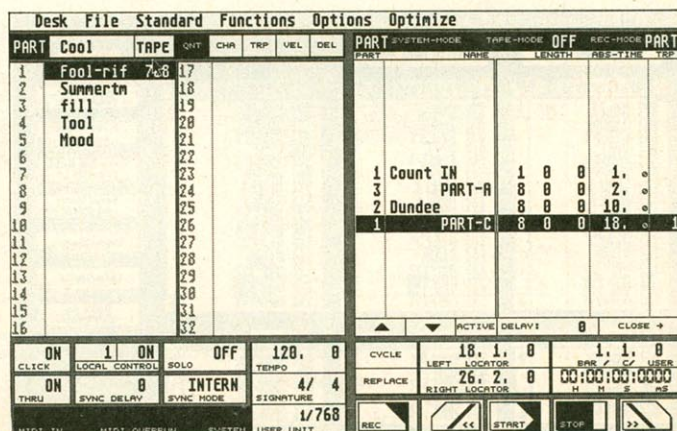 Desk File Standard Functions Options Optimize
PART Cool TAPE QNT CHA TRP VEL DEL
1 Fool-rif 768 17
2 Summertm 18
3 fill 19
4 Tool 20
5 Mood 21
6 22
7 23
8 24
9 25
10 26
11 27
12 28
13 29
14 30
15 31
16 32
PART SYSTEM-MODE TAPE-MODE OFF REC-MODE PART
PART NAME LENGTH ABS-TIME TRP
1 Count IN 1 0 0 1.
3 PART-A 8 0 0 2.
2 Dundee 8 0 0 10.
1 PART-C 8 0 0 18. 1
ACTIVE DELAY: 0 CLOSE →
ON 1 ON OFF 120. 0
CLICK LOCAL CONTROL SOLO TEMPO
ON 0 INTERN 4/ 4
THRU SYNC DELAY SYNC MODE SIGNATURE
1/768
MIDI IN MIDI OVERRUN SYSTEM USER UNIT
CYCLE 18. 1. 0 1. 1. 0
LEFT LOCATOR BAR / C/ USER
REPLACE 26. 2. 0 00:00:00:0000
RIGHT LOCATOR H M S mS
REC << START STOP >>